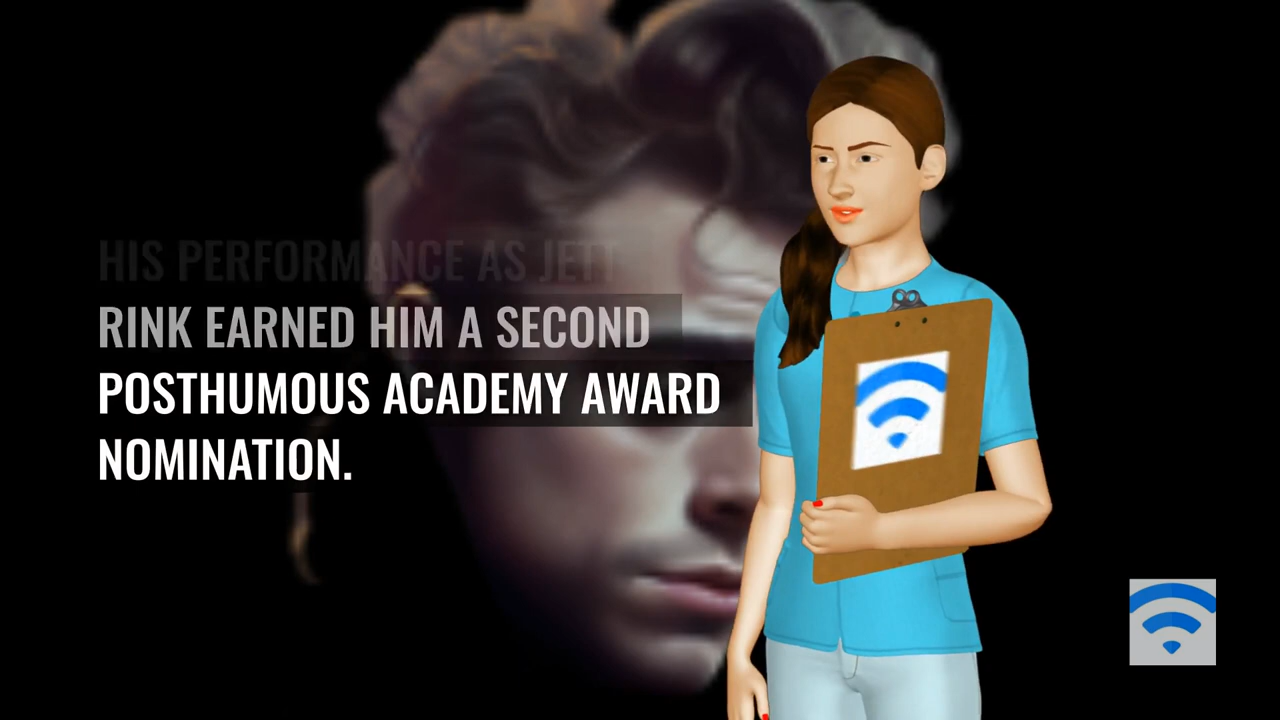 HIS PERFORMANCE AS JETT
RINK EARNED HIM A SECOND
POSTHUMOUS ACADEMY AWARD
NOMINATION.